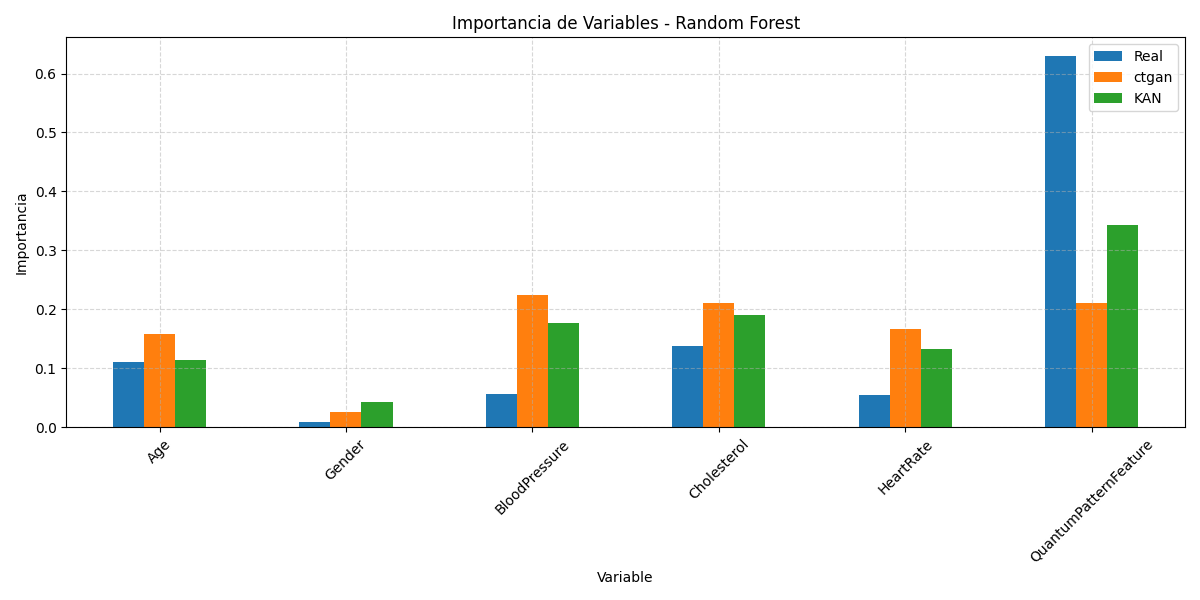 Importancia de Variables - Random Forest
Real
ctgan
KAN
Importancia
0.6
0.5
0.4
0.3
0.2
0.1
0.0
Age
Gender
BloodPressure
Cholesterol
HeartRate
QuantumPatternFeature
Variable